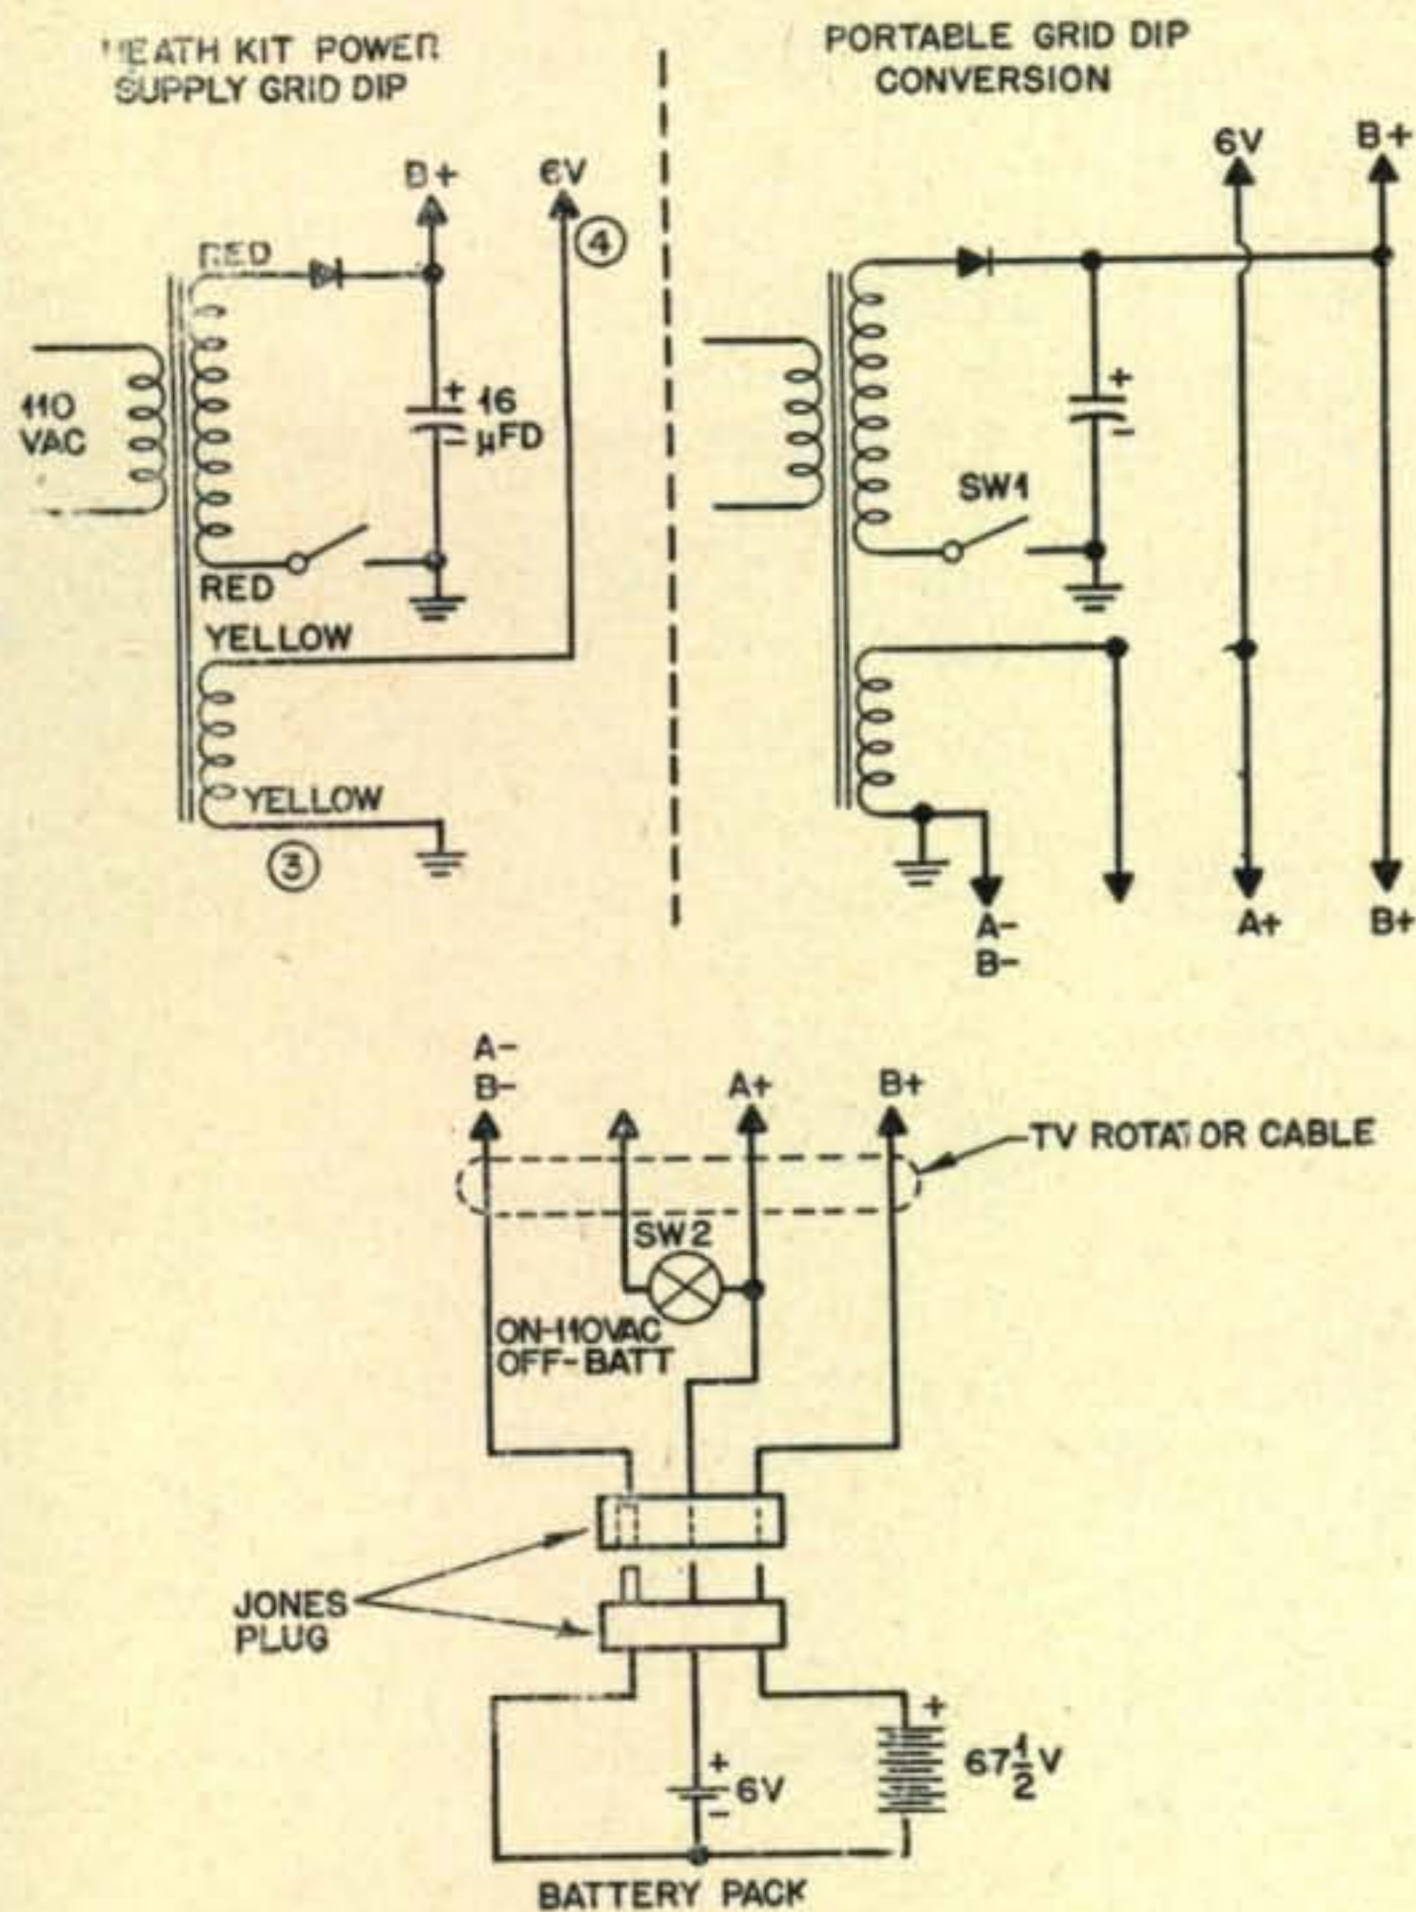 HEATH KIT POWER
SUPPLY GRID DIP
PORTABLE GRID DIP
CONVERSION
B+
6V
4
RED
110
VAC
+
16
µFD
-
RED
YELLOW
YELLOW
3
6V
B+
+
-
SW1
A-
B-
A+
B+
A-
B-
A+
B+
TV ROTATOR CABLE
SW2
ON-110VAC
OFF-BATT
JONES
PLUG
+
6V
-
+
67½V
BATTERY PACK